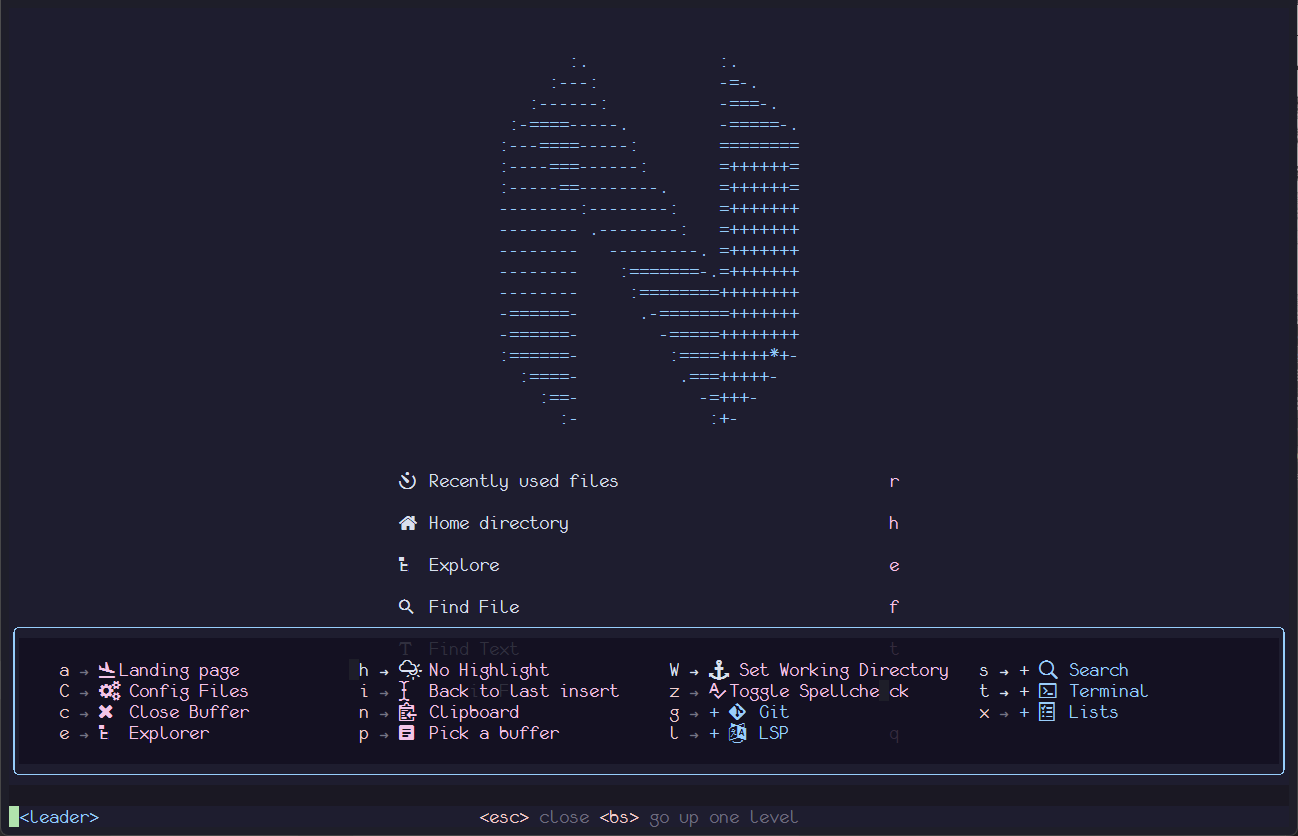 :.             :.
:---:            -=-.
:------:           -===-.
:-====-----.         -=====-.
:---====-----:        ========
:----===------:       =++++++=
:-----==--------.     =++++++=
--------:--------:    =+++++++
-------- .--------:   =+++++++
--------   ---------. =+++++++
--------    :=======-.=+++++++
--------     :========++++++++
-======-      .-=======+++++++
-======-        -=====++++++++
:======-         :====+++++*+-
:====-          .===+++++-
:==-            -=+++-
:-             :+-
Recently used files r
Home directory h
Explore e
Find File f
Find Text t
a → Landing page h → No Highlight W → Set Working Directory s → + Search
C → Config Files i → Back to last insert z → Toggle Spellche ck t → + Terminal
c → Close Buffer n → Clipboard g → + Git x → + Lists
e → Explorer p → Pick a buffer l → + LSP q
<leader> <esc> close <bs> go up one level